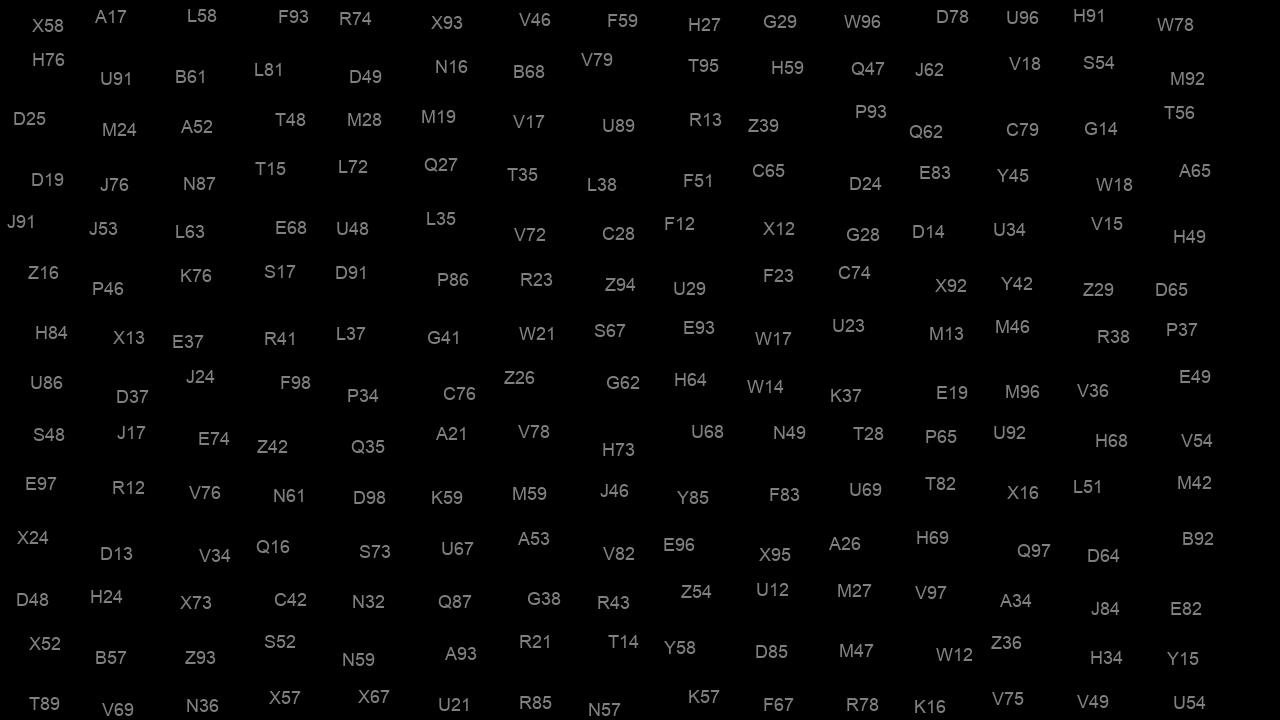 X58 A17 L58 F93 R74 X93 V46 F59 H27 G29 W96 D78 U96 H91 W78
H76 U91 B61 L81 D49 N16 B68 V79 T95 H59 Q47 J62 V18 S54 M92
D25 M24 A52 T48 M28 M19 V17 U89 R13 Z39 P93 Q62 C79 G14 T56
D19 J76 N87 T15 L72 Q27 T35 L38 F51 C65 D24 E83 Y45 W18 A65
J91 J53 L63 E68 U48 L35 V72 C28 F12 X12 G28 D14 U34 V15 H49
Z16 P46 K76 S17 D91 P86 R23 Z94 U29 F23 C74 X92 Y42 Z29 D65
H84 X13 E37 R41 L37 G41 W21 S67 E93 W17 U23 M13 M46 R38 P37
U86 D37 J24 F98 P34 C76 Z26 G62 H64 W14 K37 E19 M96 V36 E49
S48 J17 E74 Z42 Q35 A21 V78 H73 U68 N49 T28 P65 U92 H68 V54
E97 R12 V76 N61 D98 K59 M59 J46 Y85 F83 U69 T82 X16 L51 M42
X24 D13 V34 Q16 S73 U67 A53 V82 E96 X95 A26 H69 Q97 D64 B92
D48 H24 X73 C42 N32 Q87 G38 R43 Z54 U12 M27 V97 A34 J84 E82
X52 B57 Z93 S52 N59 A93 R21 T14 Y58 D85 M47 W12 Z36 H34 Y15
T89 V69 N36 X57 X67 U21 R85 N57 K57 F67 R78 K16 V75 V49 U54